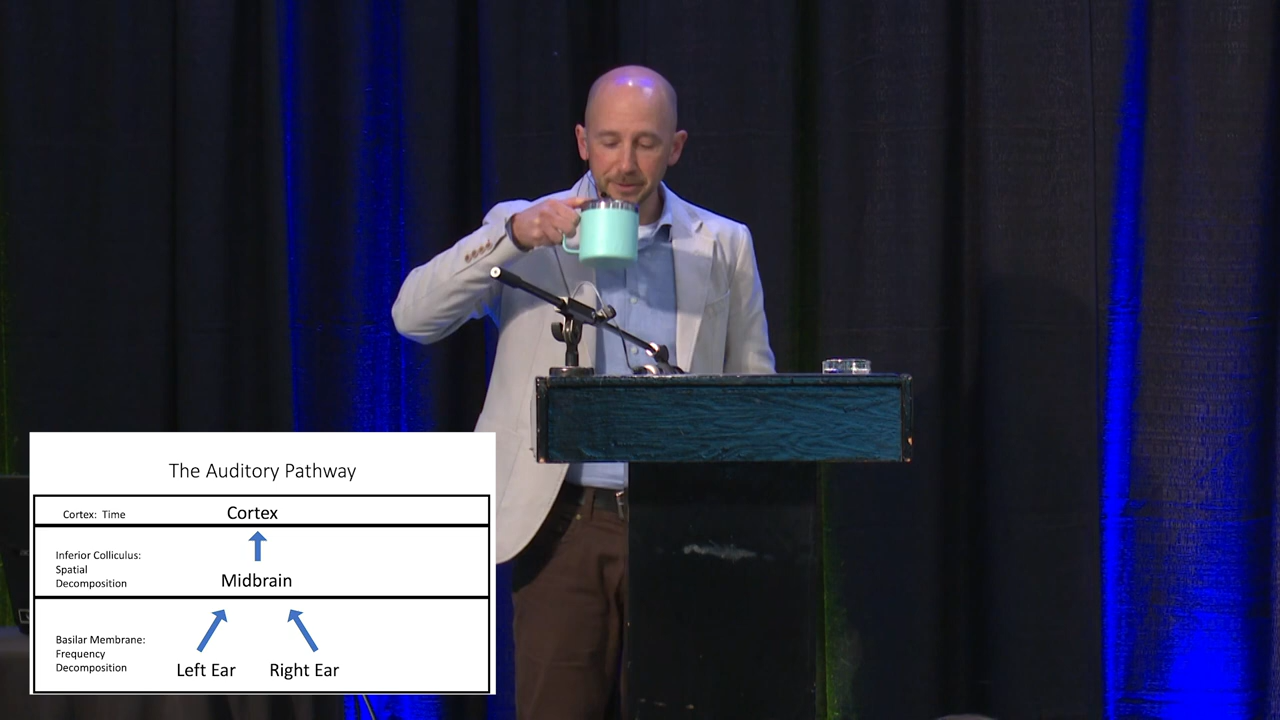 The Auditory Pathway
Cortex: Time
Cortex
Inferior Colliculus:
Spatial
Decomposition
Midbrain
Basilar Membrane:
Frequency
Decomposition
Left Ear
Right Ear